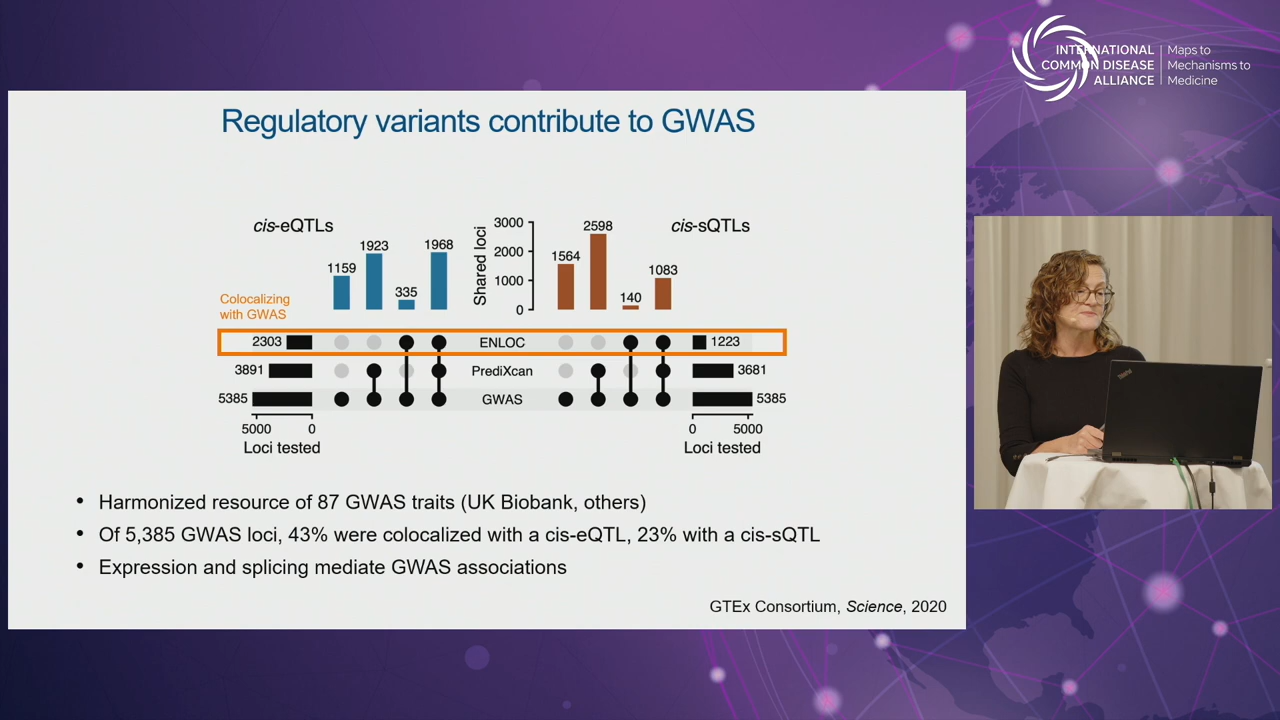 INTERNATIONAL
COMMON DISEASE
ALLIANCE
Maps to
Mechanisms to
Medicine
Regulatory variants contribute to GWAS
cis-eQTLs
1159
1923
335
1968
Shared loci
3000
2000
1000
0
1564
2598
140
1083
cis-sQTLs
Colocalizing
with GWAS
2303
ENLOC
1223
3891
PrediXcan
3681
5385
GWAS
5385
5000
0
Loci tested
0
5000
Loci tested
• Harmonized resource of 87 GWAS traits (UK Biobank, others)
• Of 5,385 GWAS loci, 43% were colocalized with a cis-eQTL, 23% with a cis-sQTL
• Expression and splicing mediate GWAS associations
GTEx Consortium, Science, 2020
ThinkPad